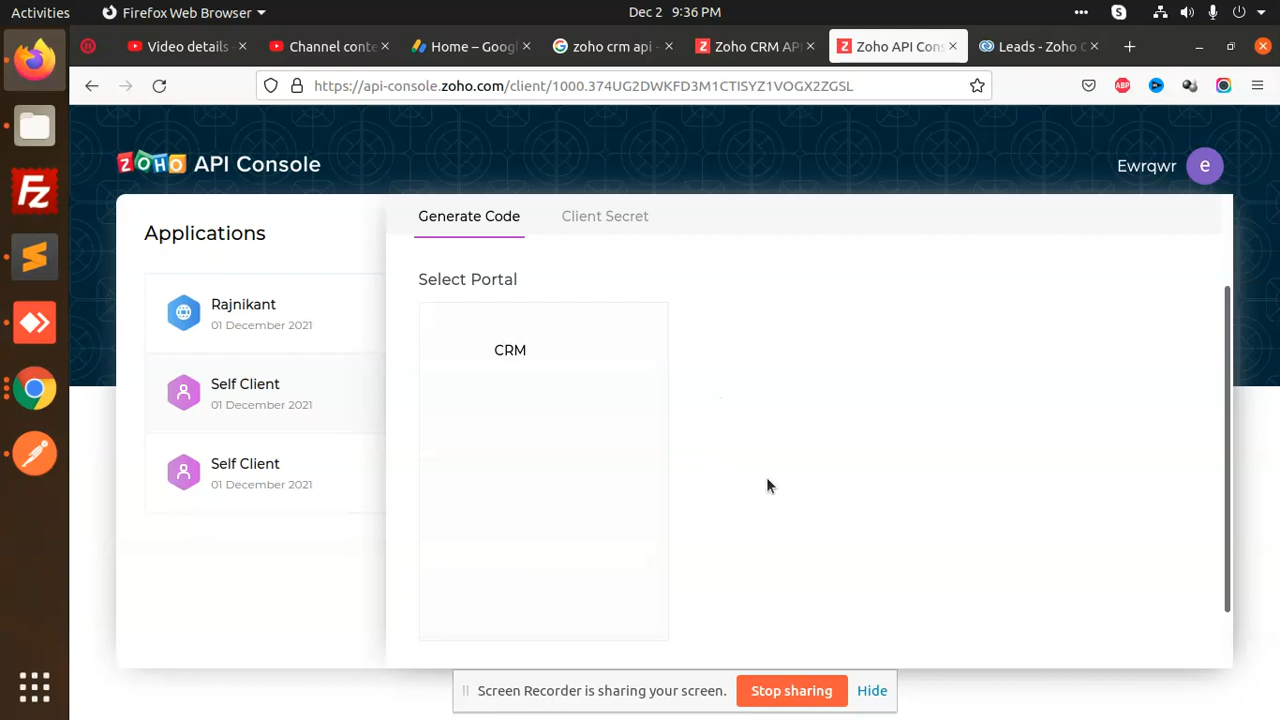 Activities Firefox Web Browser Dec 2 9:36 PM
Video details - Channel conte Home – Googl zoho crm api - Zoho CRM AP Zoho API Cons Leads - Zoho C
https://api-console.zoho.com/client/1000.374UG2DWKFD3M1CTISYZ1VOGX2ZGSL ABP
ZOHO API Console
Ewrqwr e
Generate Code Client Secret
Applications
Select Portal
Rajnikant
01 December 2021
CRM
Self Client
01 December 2021
Self Client
01 December 2021
Screen Recorder is sharing your screen. Stop sharing Hide